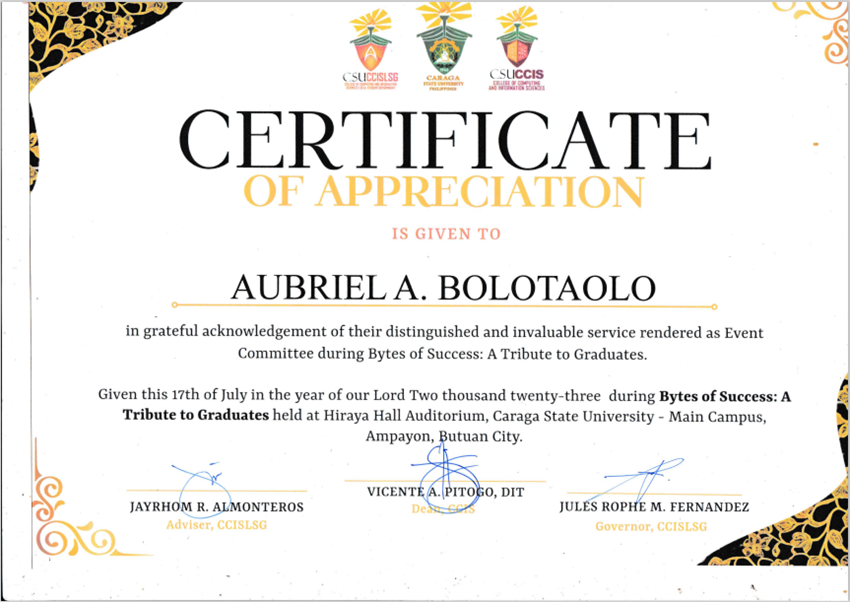 CSUCCISLSG
CARAGA
STATE UNIVERSITY
PHILIPPINES
CSUCCIS
COLLEGE OF COMPUTING
AND INFORMATION SCIENCES
CERTIFICATE
OF APPRECIATION
IS GIVEN TO
AUBRIEL A. BOLOTAOLO
in grateful acknowledgement of their distinguished and invaluable service rendered as Event
Committee during Bytes of Success: A Tribute to Graduates.
Given this 17th of July in the year of our Lord Two thousand twenty-three during Bytes of Success: A
Tribute to Graduates held at Hiraya Hall Auditorium, Caraga State University - Main Campus,
Ampayon, Butuan City.
JAYRHOM R. ALMONTEROS
Adviser, CCISLSG
VICENTE A. PITOGO, DIT
Dean, CCIS
JULES ROPHE M. FERNANDEZ
Governor, CCISLSG